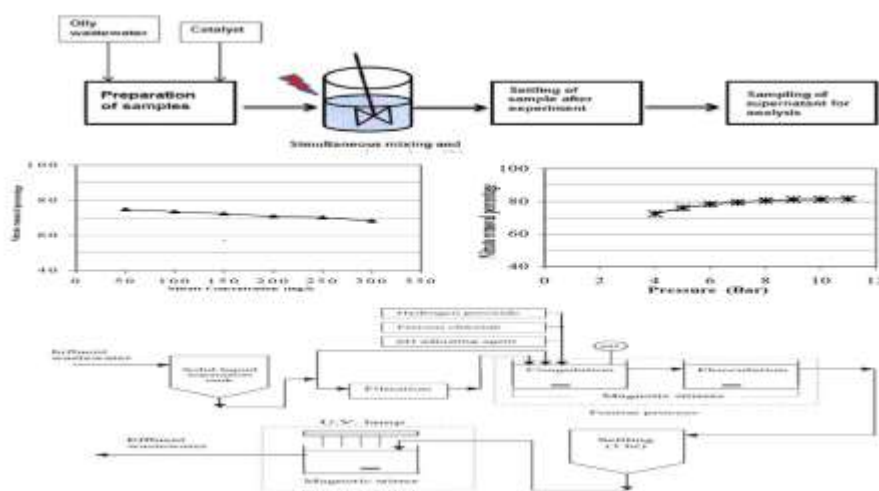 Oily
wastewater
Catalyst
Preparation
of samples
Settling of
sample after
experiment
Sampling of
supernatant for
analysis
Simultaneous mixing and
100
80
60
40
0 50 100 150 200 250 300 350
100
80
60
40
0 2 4 6 8 10 12
Pressure (Bar)
Hydrogen peroxide
Ferrous chloride
pH adjusting agent
Influent
wastewater
Solid-liquid
separation
tank
Filtration
pH
Coagulation
Flocculation
Magnetic stirrer
Fenton process
U.V. lamp
Effluent
wastewater
Magnetic stirrer
Settling